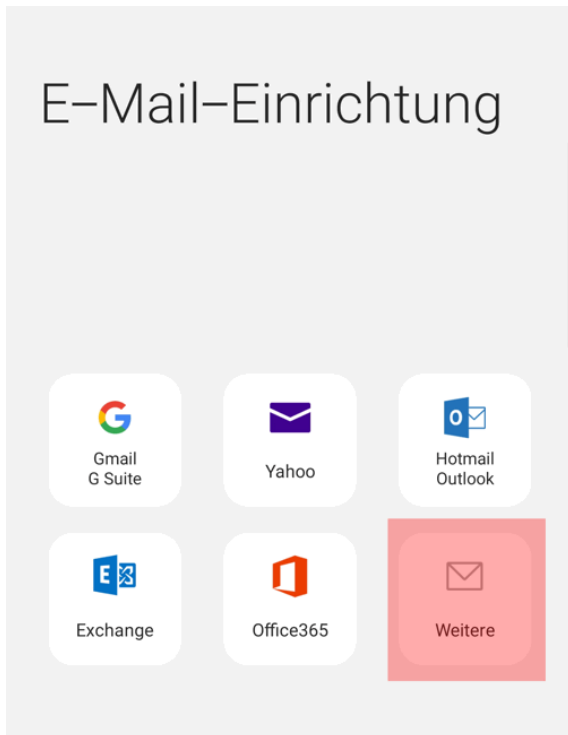 E–Mail–Einrichtung
Gmail
G Suite
Yahoo
Hotmail
Outlook
Exchange
Office365
Weitere